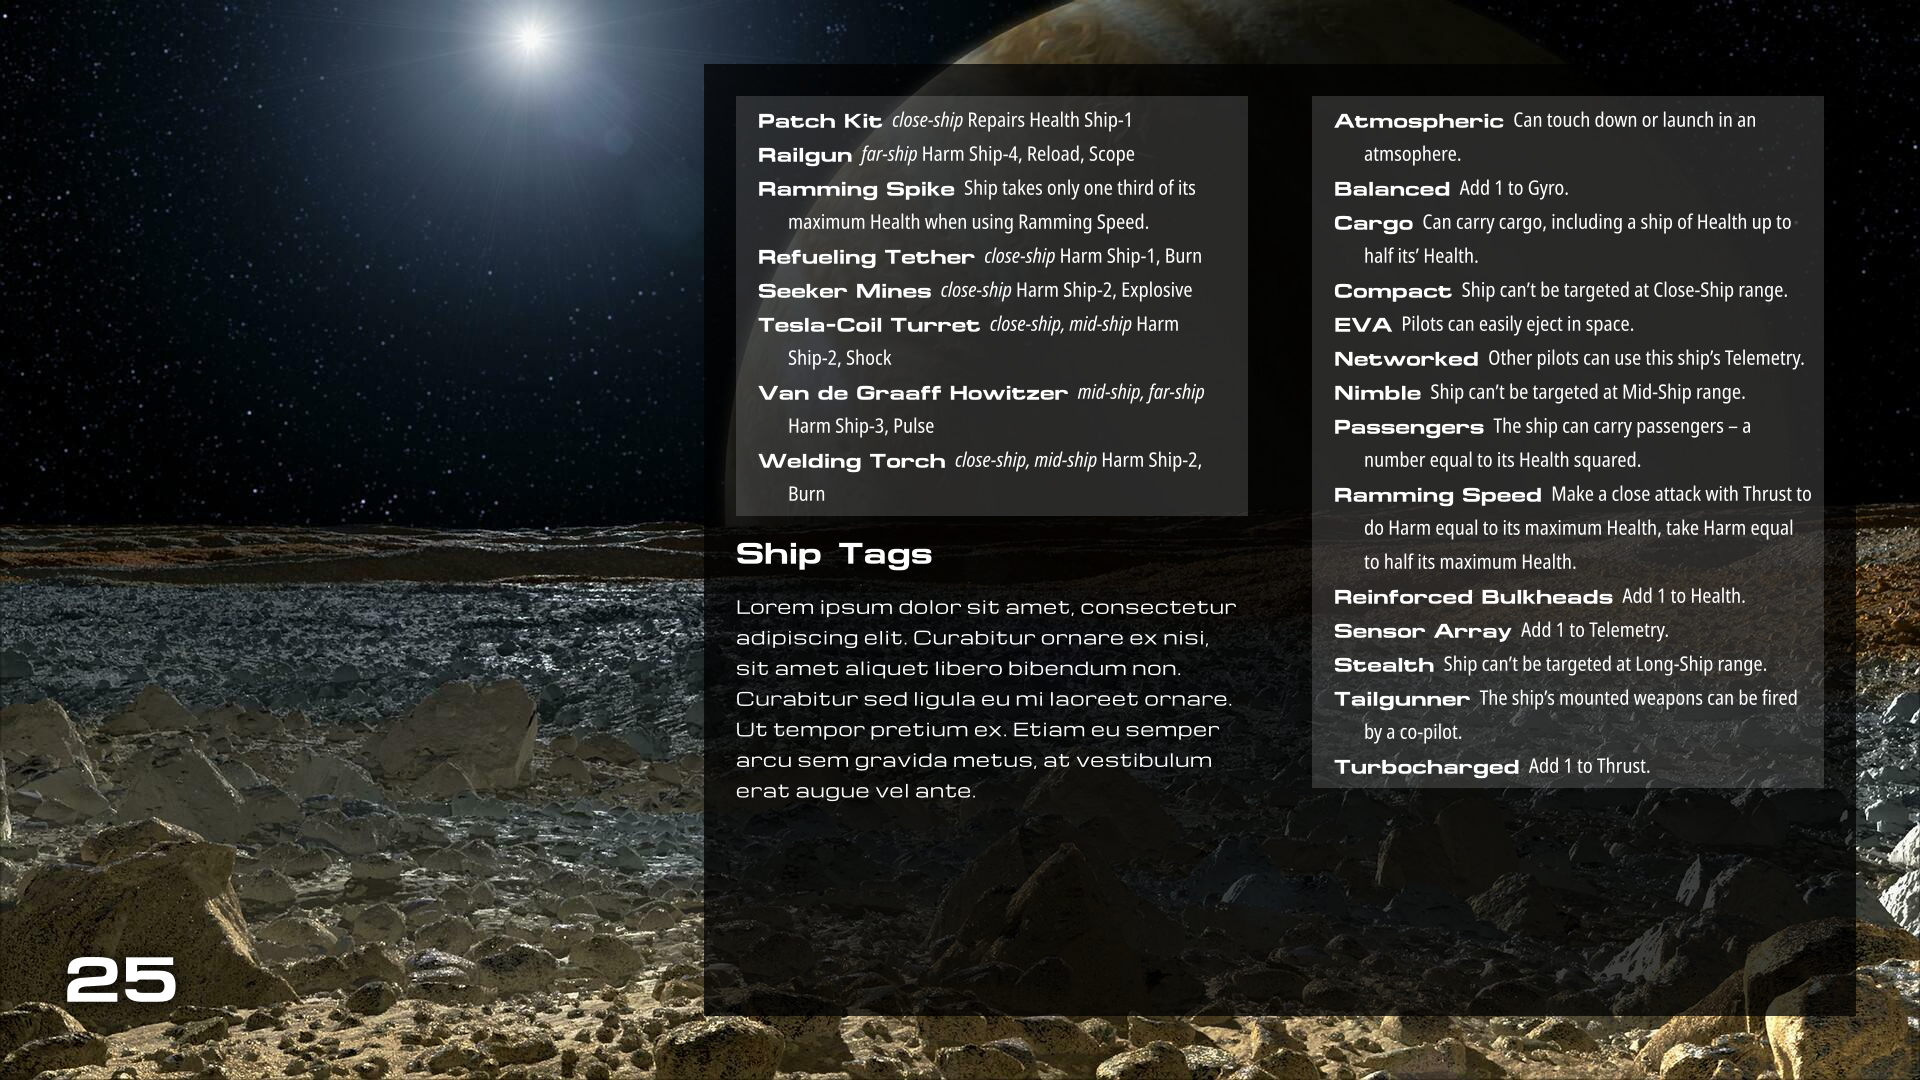 Patch Kit close-ship Repairs Health Ship-1
Railgun far-ship Harm Ship-4, Reload, Scope
Ramming Spike Ship takes only one third of its
maximum Health when using Ramming Speed.
Refueling Tether close-ship Harm Ship-1, Burn
Seeker Mines close-ship Harm Ship-2, Explosive
Tesla-Coil Turret close-ship, mid-ship Harm
Ship-2, Shock
Van de Graaff Howitzer mid-ship, far-ship
Harm Ship-3, Pulse
Welding Torch close-ship, mid-ship Harm Ship-2,
Burn
Ship Tags
Lorem ipsum dolor sit amet, consectetur
adipiscing elit. Curabitur ornare ex nisi,
sit amet aliquet libero bibendum non.
Curabitur sed ligula eu mi laoreet ornare.
Ut tempor pretium ex. Etiam eu semper
arcu sem gravida metus, at vestibulum
erat augue vel ante.
Atmospheric Can touch down or launch in an
atmsophere.
Balanced Add 1 to Gyro.
Cargo Can carry cargo, including a ship of Health up to
half its’ Health.
Compact Ship can’t be targeted at Close-Ship range.
EVA Pilots can easily eject in space.
Networked Other pilots can use this ship’s Telemetry.
Nimble Ship can’t be targeted at Mid-Ship range.
Passengers The ship can carry passengers – a
number equal to its Health squared.
Ramming Speed Make a close attack with Thrust to
do Harm equal to its maximum Health, take Harm equal
to half its maximum Health.
Reinforced Bulkheads Add 1 to Health.
Sensor Array Add 1 to Telemetry.
Stealth Ship can’t be targeted at Long-Ship range.
Tailgunner The ship’s mounted weapons can be fired
by a co-pilot.
Turbocharged Add 1 to Thrust.
25